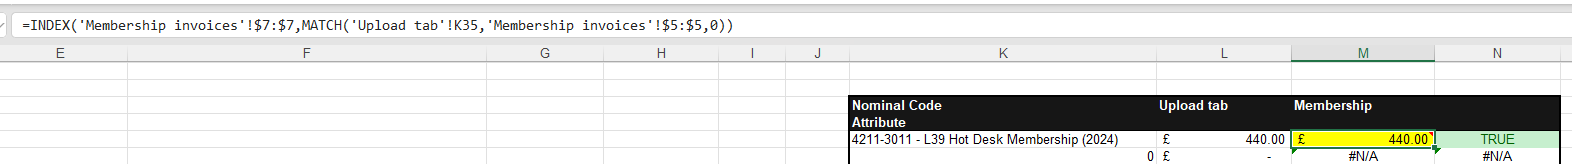 =INDEX('Membership invoices'!$7:$7,MATCH('Upload tab'!K35,'Membership invoices'!$5:$5,0))
E F G H I J K L M N
Nominal Code Upload tab Membership
Attribute
4211-3011 - L39 Hot Desk Membership (2024) £ 440.00 £ 440.00 TRUE
0 £ - #N/A #N/A